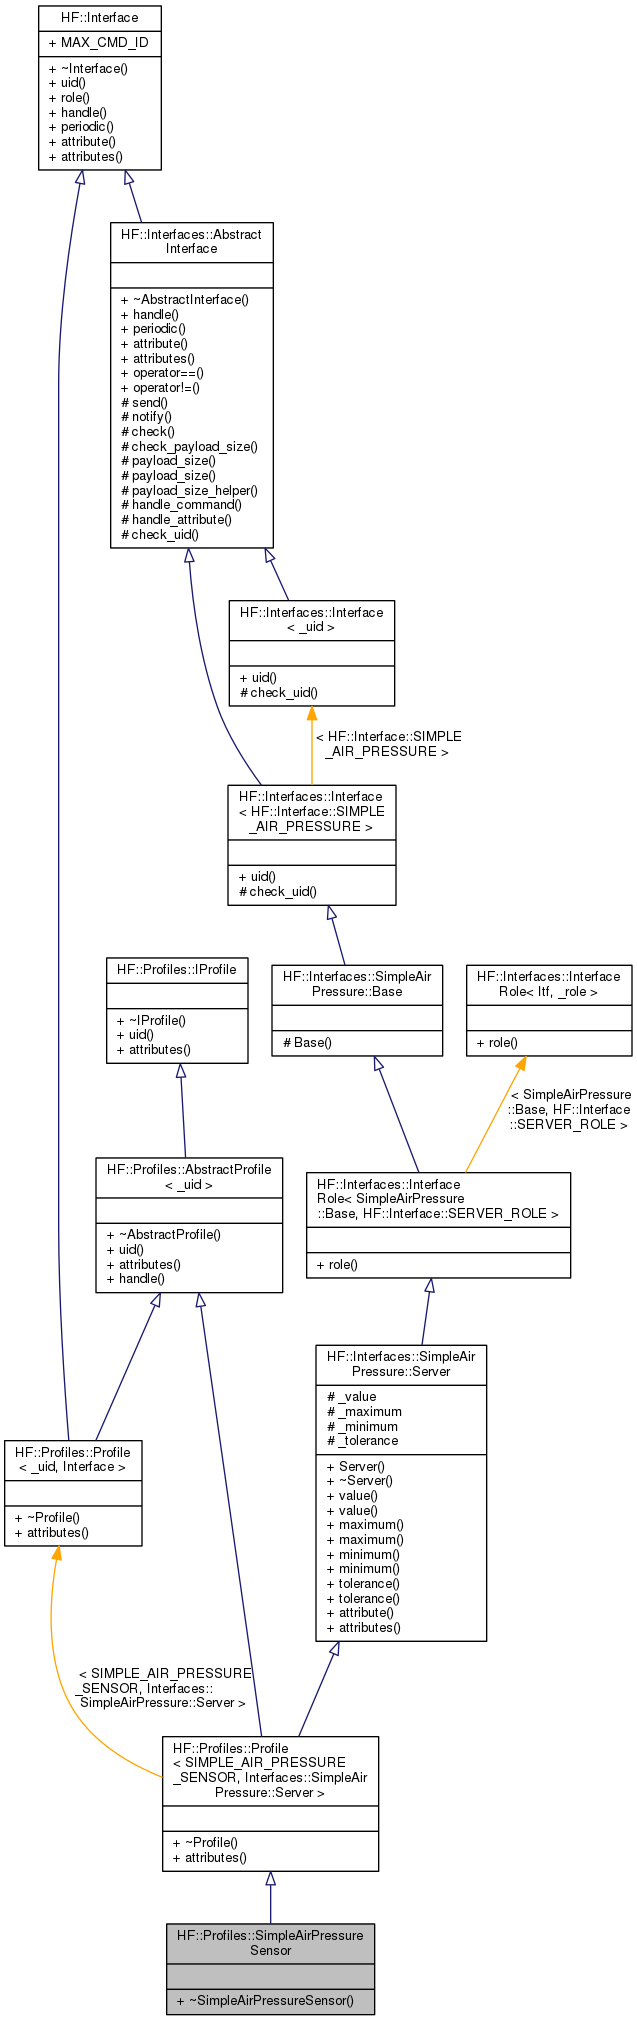 HF::Interface
+ MAX_CMD_ID
+ ~Interface()
+ uid()
+ role()
+ handle()
+ periodic()
+ attribute()
+ attributes()
HF::Interfaces::Abstract
Interface
+ ~AbstractInterface()
+ handle()
+ periodic()
+ attribute()
+ attributes()
+ operator==()
+ operator!=()
# send()
# notify()
# check()
# check_payload_size()
# payload_size()
# payload_size()
# payload_size_helper()
# handle_command()
# handle_attribute()
# check_uid()
HF::Interfaces::Interface
< _uid >
+ uid()
# check_uid()
< HF::Interface::SIMPLE
_AIR_PRESSURE >
HF::Interfaces::Interface
< HF::Interface::SIMPLE
_AIR_PRESSURE >
+ uid()
# check_uid()
HF::Profiles::IProfile
+ ~IProfile()
+ uid()
+ attributes()
HF::Interfaces::SimpleAir
Pressure::Base
# Base()
HF::Interfaces::Interface
Role< Itf, _role >
+ role()
< SimpleAirPressure
::Base, HF::Interface
::SERVER_ROLE >
HF::Profiles::AbstractProfile
< _uid >
+ ~AbstractProfile()
+ uid()
+ attributes()
+ handle()
HF::Interfaces::Interface
Role< SimpleAirPressure
::Base, HF::Interface::SERVER_ROLE >
+ role()
HF::Interfaces::SimpleAir
Pressure::Server
# _value
# _maximum
# _minimum
# _tolerance
+ Server()
+ ~Server()
+ value()
+ value()
+ maximum()
+ maximum()
+ minimum()
+ minimum()
+ tolerance()
+ tolerance()
+ attribute()
+ attributes()
HF::Profiles::Profile
< _uid, Interface >
+ ~Profile()
+ attributes()
< SIMPLE_AIR_PRESSURE
_SENSOR, Interfaces::
SimpleAirPressure::Server >
HF::Profiles::Profile
< SIMPLE_AIR_PRESSURE
_SENSOR, Interfaces::SimpleAir
Pressure::Server >
+ ~Profile()
+ attributes()
HF::Profiles::SimpleAirPressure
Sensor
+ ~SimpleAirPressureSensor()